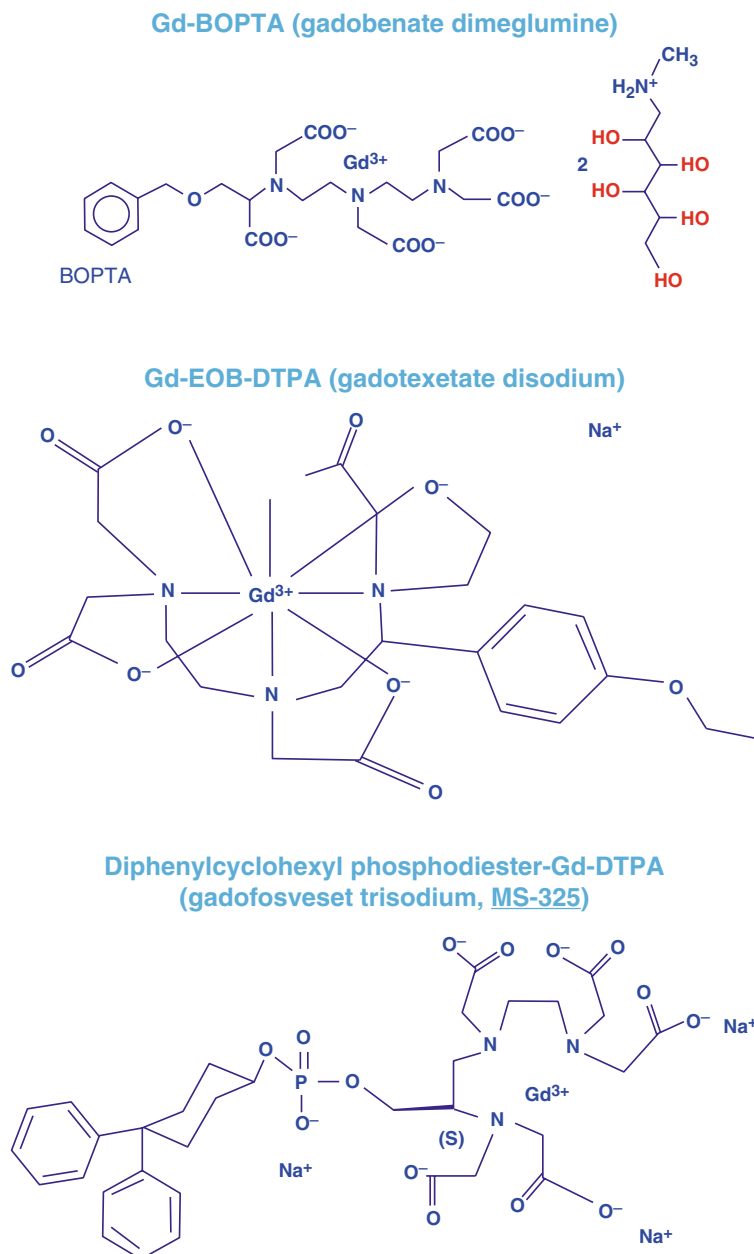 Gd-BOPTA (gadobenate dimeglumine)
CH₃
H₂N⁺
COO⁻
Gd³⁺
COO⁻
HO
2
HO
N
N
N
HO
O
COO⁻
HO
COO⁻
COO⁻
BOPTA
HO
Gd-EOB-DTPA (gadotexetate disodium)
O
O⁻
O
Na⁺
O⁻
N
Gd³⁺
N
O
O⁻
N
O⁻
O
O
Diphenylcyclohexyl phosphodiester-Gd-DTPA
(gadofosveset trisodium, MS-325)
O⁻
O
O⁻
O
O
O⁻
Na⁺
O
O
N
N
P
O
Gd³⁺
O⁻
(S)
N
Na⁺
O⁻
O
O
O⁻
Na⁺